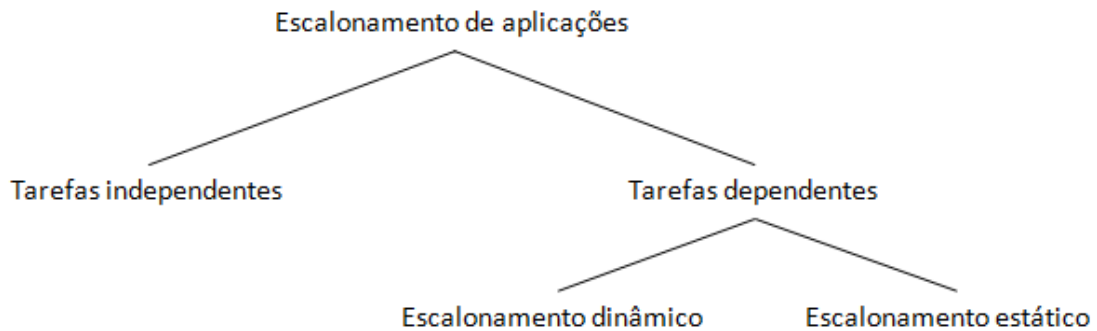 Escalonamento de aplicações
Tarefas independentes
Tarefas dependentes
Escalonamento dinâmico
Escalonamento estático